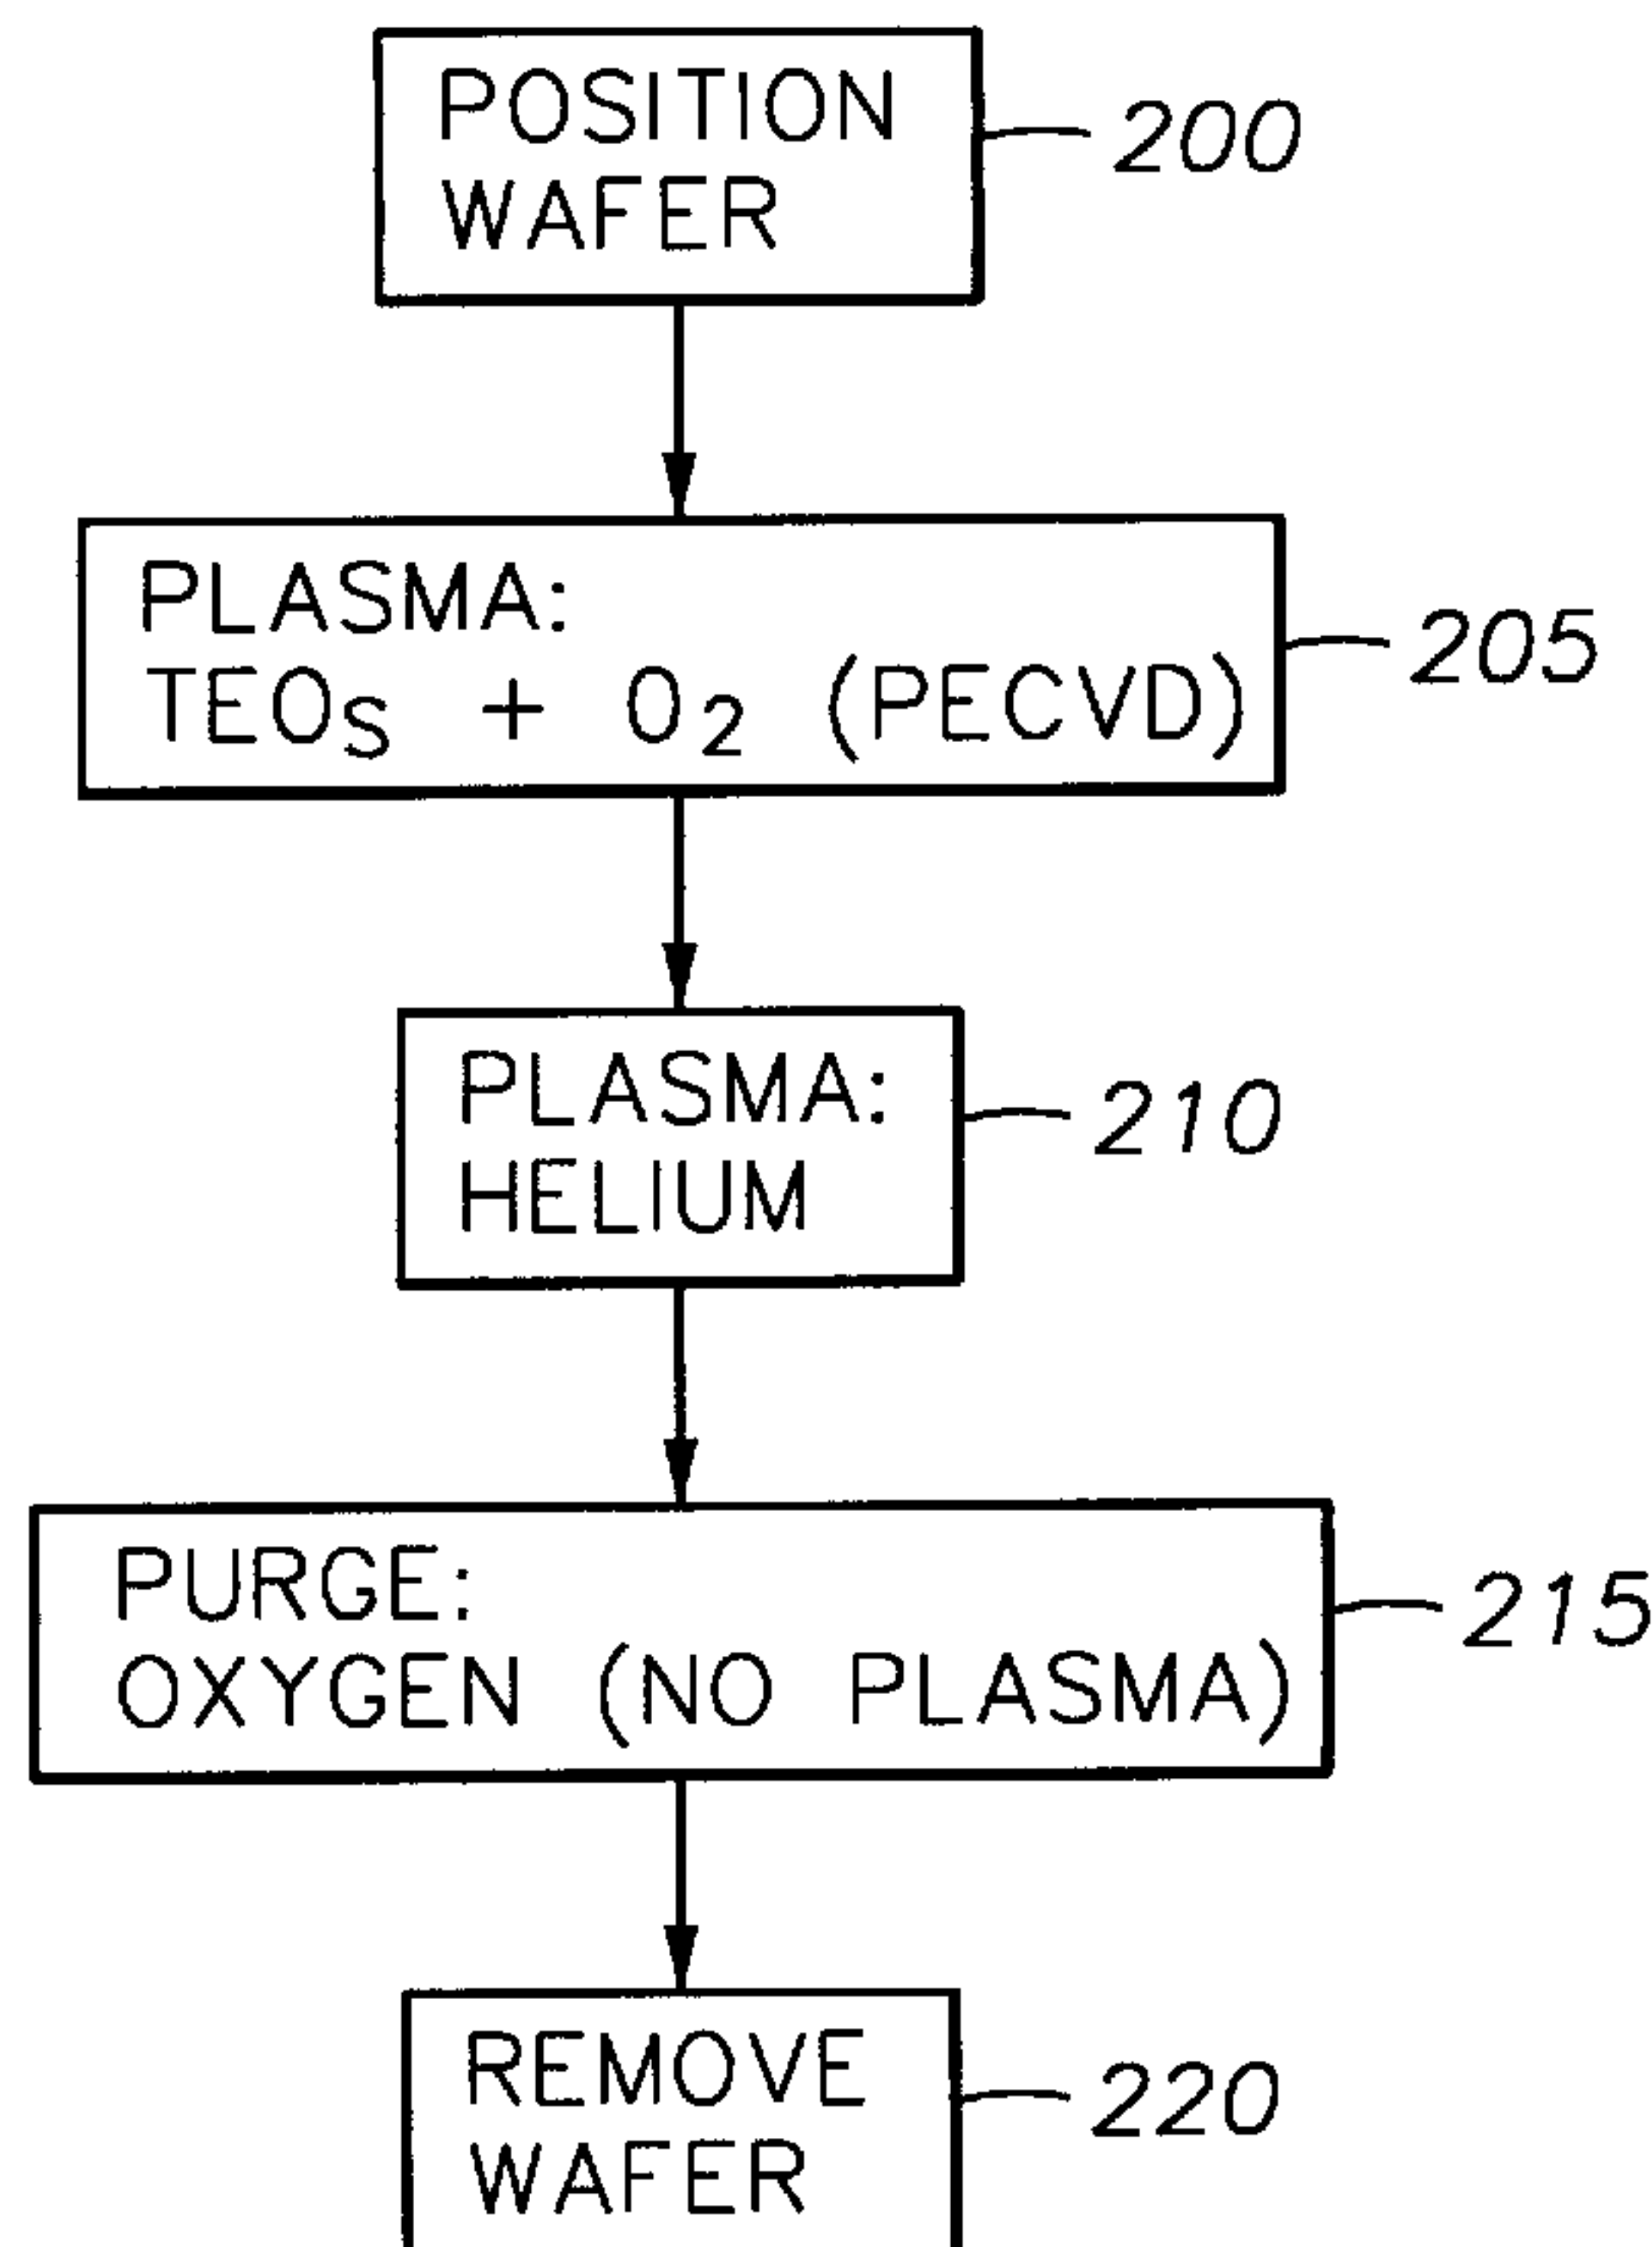 POSITION
WAFER
200
PLASMA:
TEOS + O2 (PECVD)
205
PLASMA:
HELIUM
210
PURGE:
OXYGEN (NO PLASMA)
215
REMOVE
WAFER
220